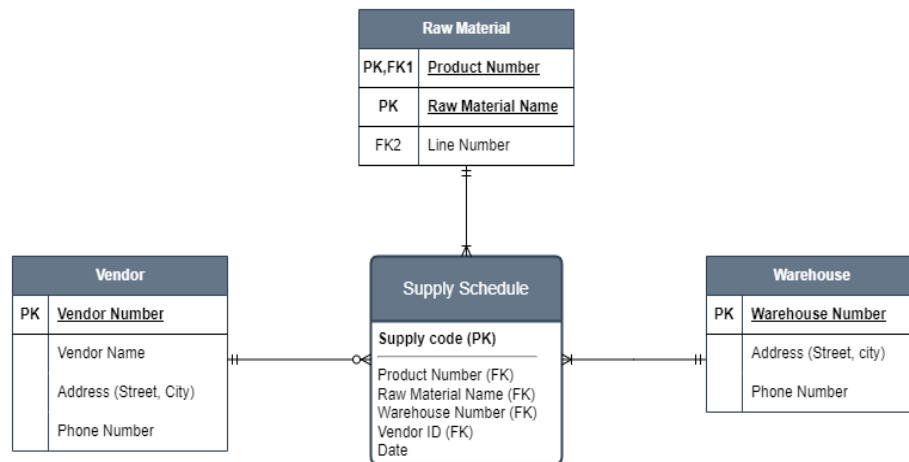 Raw Material
PK,FK1 Product Number
PK Raw Material Name
FK2 Line Number
Vendor
PK Vendor Number
Vendor Name
Address (Street, City)
Phone Number
Supply Schedule
Supply code (PK)
Product Number (FK)
Raw Material Name (FK)
Warehouse Number (FK)
Vendor ID (FK)
Date
Warehouse
PK Warehouse Number
Address (Street, city)
Phone Number